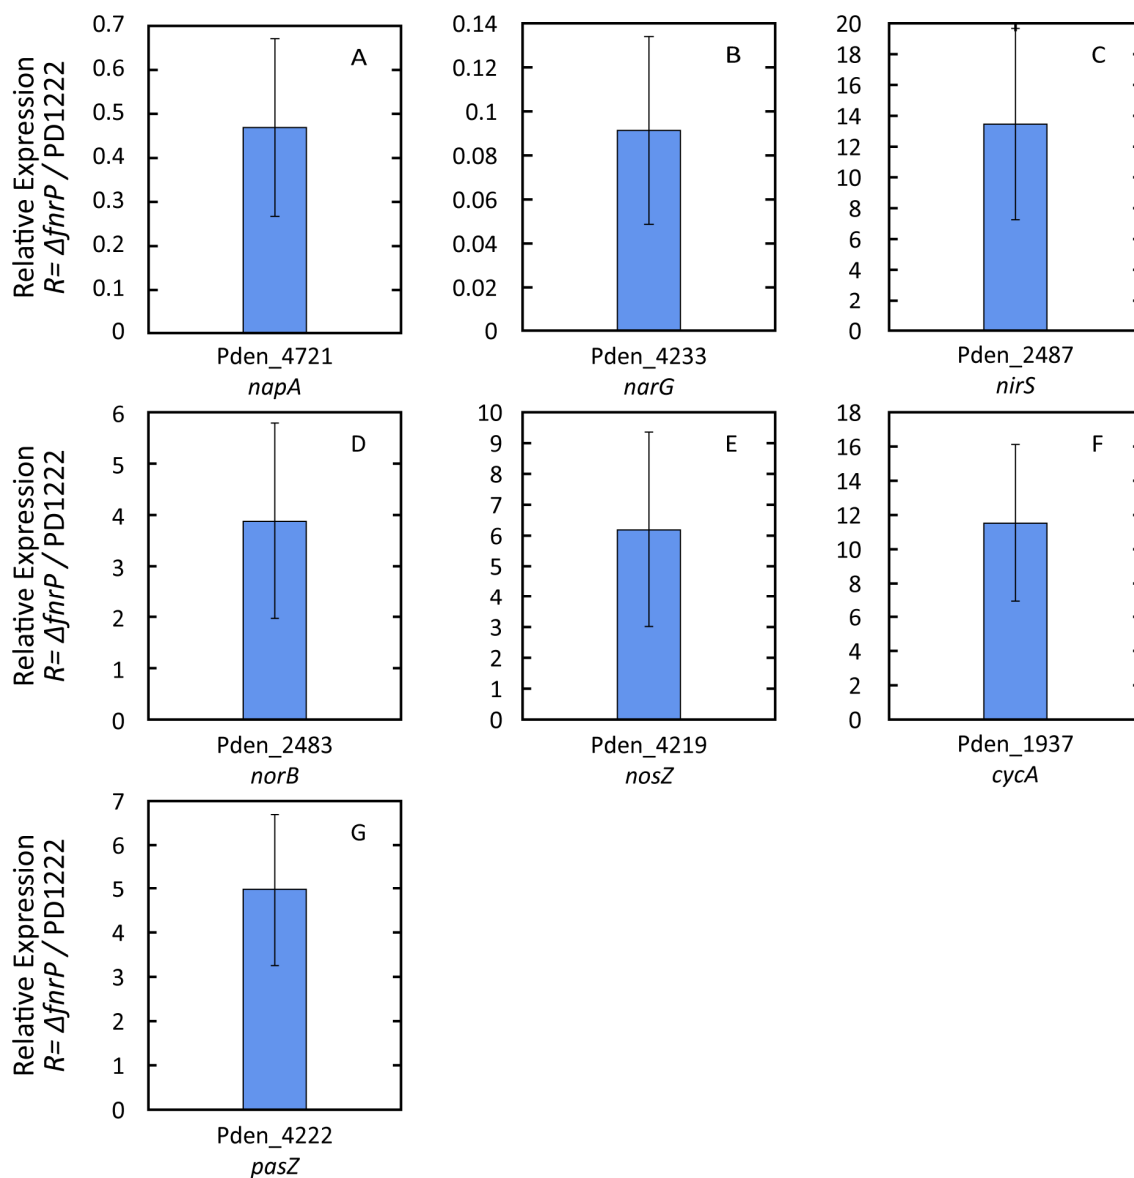 Relative Expression
R= ΔfnrP / PD1222
0.7
0.6
0.5
0.4
0.3
0.2
0.1
0
A
Pden_4721
napA
0.14
0.12
0.1
0.08
0.06
0.04
0.02
0
B
Pden_4233
narG
20
18
16
14
12
10
8
6
4
2
0
C
Pden_2487
nirS
Relative Expression
R= ΔfnrP / PD1222
6
5
4
3
2
1
0
D
Pden_2483
norB
10
9
8
7
6
5
4
3
2
1
0
E
Pden_4219
nosZ
18
16
14
12
10
8
6
4
2
0
F
Pden_1937
cycA
Relative Expression
R= ΔfnrP / PD1222
7
6
5
4
3
2
1
0
G
Pden_4222
pasZ